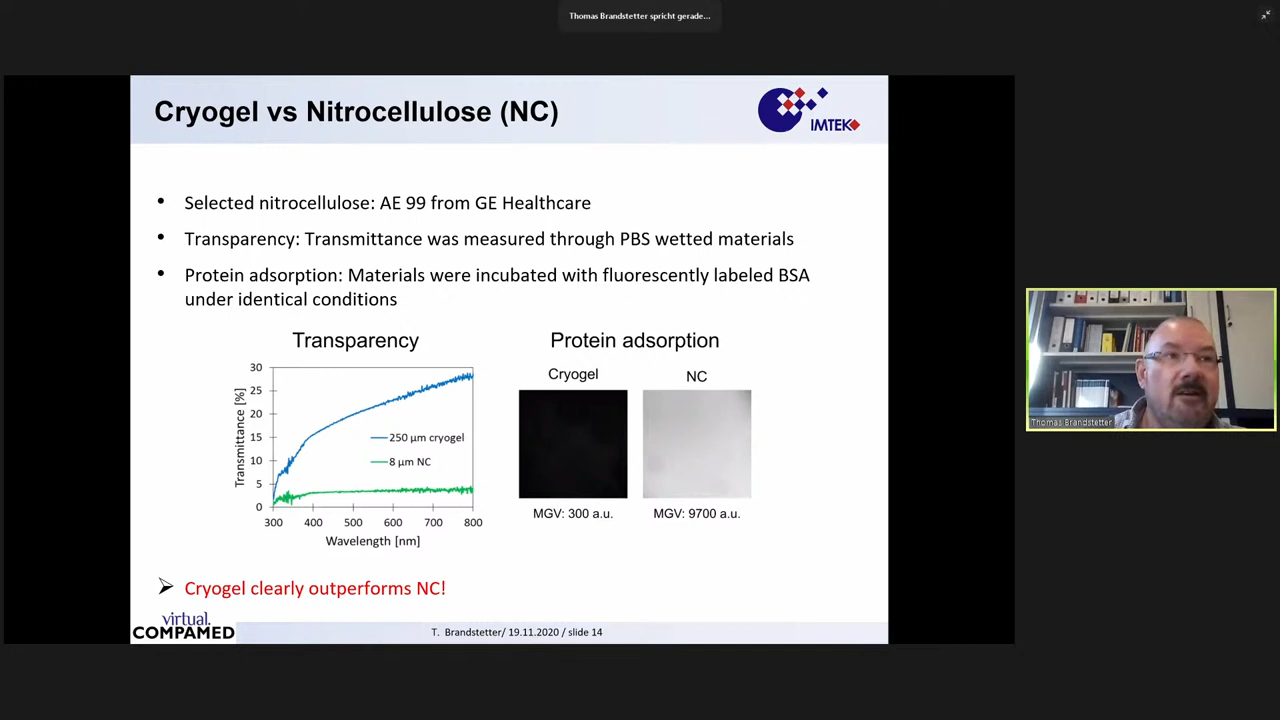 Thomas Brandstetter spricht gerade...
Cryogel vs Nitrocellulose (NC)
IMTEK
• Selected nitrocellulose: AE 99 from GE Healthcare
• Transparency: Transmittance was measured through PBS wetted materials
• Protein adsorption: Materials were incubated with fluorescently labeled BSA
under identical conditions
Transparency
Transmittance [%]
30
25
20
15
10
5
0
250 µm cryogel
8 µm NC
300 400 500 600 700 800
Wavelength [nm]
Protein adsorption
Cryogel
NC
MGV: 300 a.u.
MGV: 9700 a.u.
Cryogel clearly outperforms NC!
virtual.
COMPAMED
T. Brandstetter/ 19.11.2020 / slide 14
Thomas Brandstetter